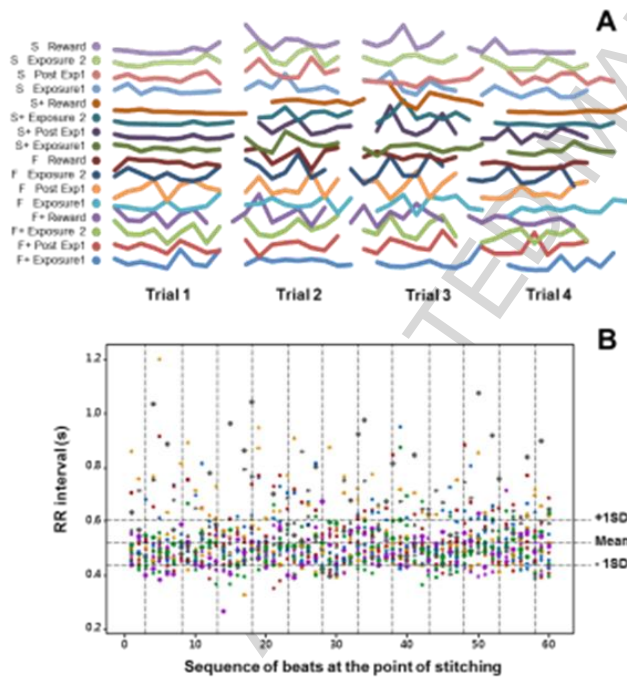 A
S Reward
S Exposure 2
S Post Exp1
S Exposure1
S+ Reward
S+ Exposure 2
S+ Post Exp1
S+ Exposure1
F Reward
F Exposure 2
F Post Exp1
F Exposure1
F+ Reward
F+ Exposure 2
F+ Post Exp1
F+ Exposure1
Trial 1 Trial 2 Trial 3 Trial 4
B
1.2
1.0
0.8
0.6
0.4
0.2
RR interval (s)
+1SD
Mean
- 1SD
0 10 20 30 40 50 60
Sequence of beats at the point of stitching